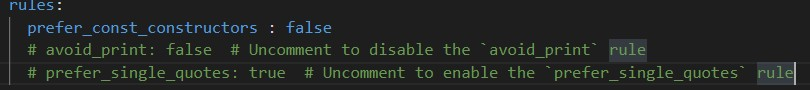 rules:
prefer_const_constructors : false
# avoid_print: false  # Uncomment to disable the `avoid_print` rule
# prefer_single_quotes: true  # Uncomment to enable the `prefer_single_quotes` rule